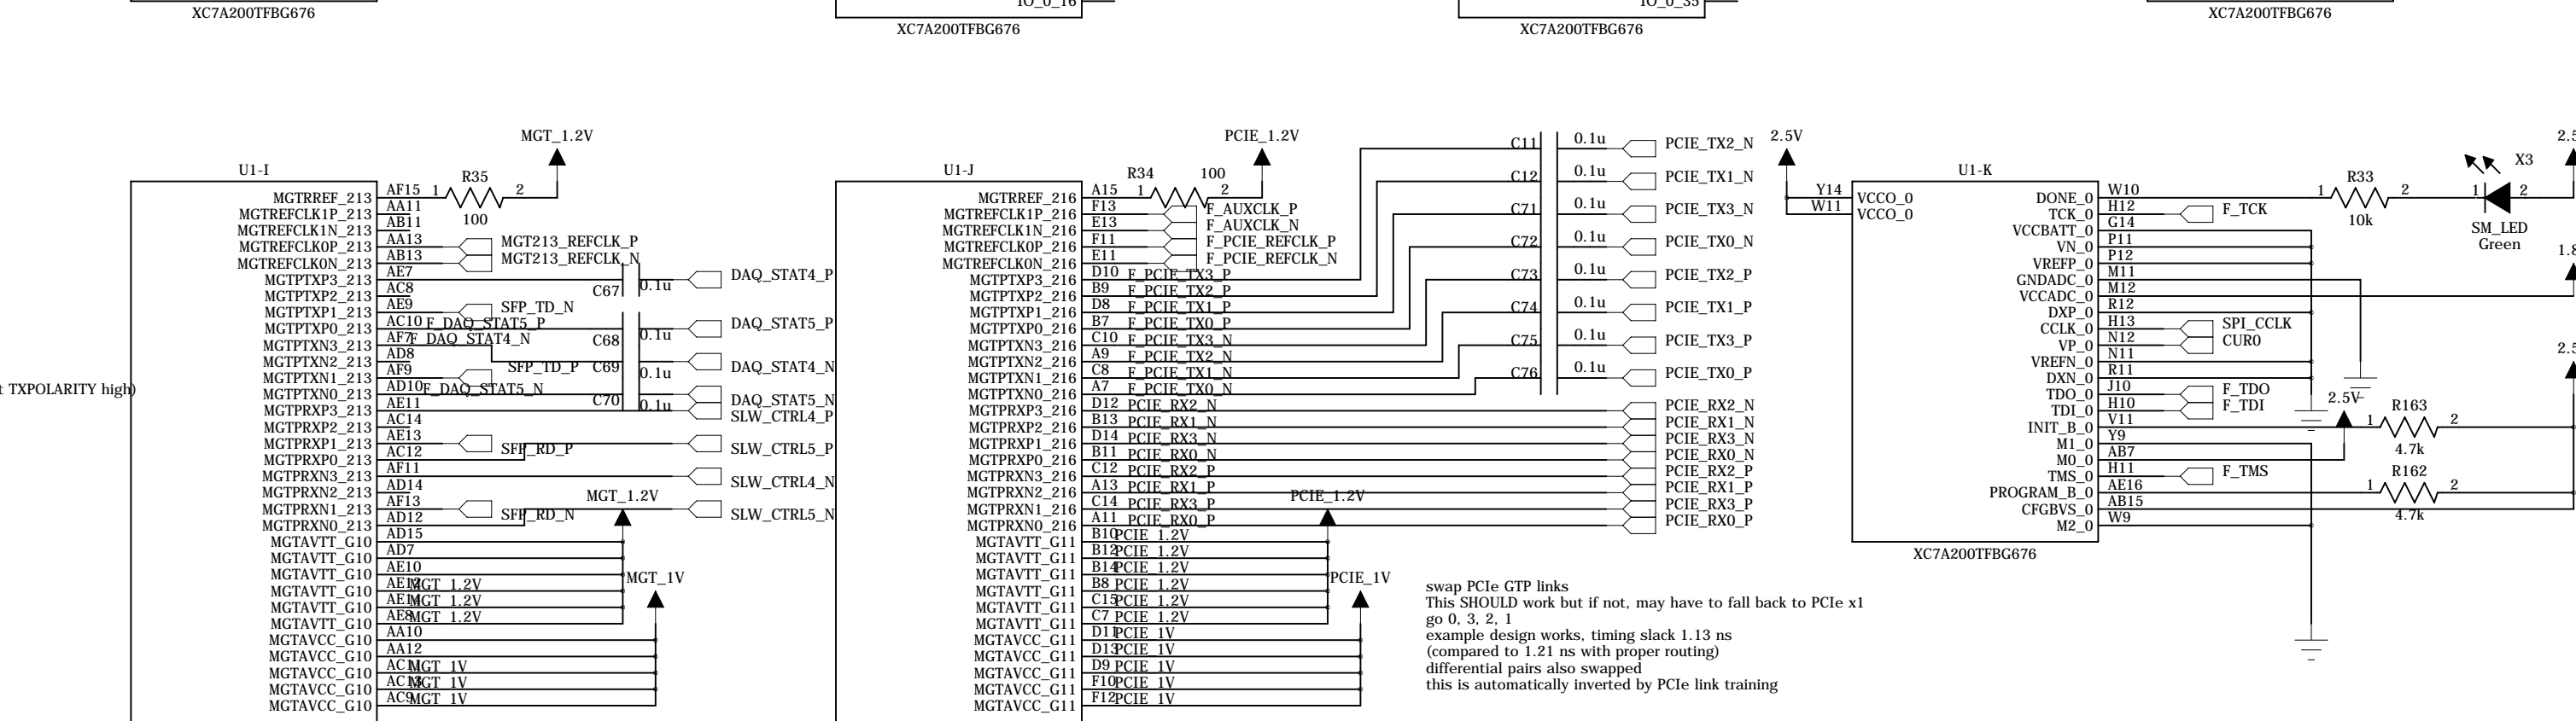 XC7A200TFBG676
IO_0_16
XC7A200TFBG676
IO_0_35
XC7A200TFBG676
XC7A200TFBG676
t TXPOLARITY high)
U1-I
MGTRREF_213 AF15
MGTREFCLK1P_213 AA11
MGTREFCLK1N_213 AB11
MGTREFCLK0P_213 AA13
MGTREFCLK0N_213 AB13
MGTPTXP3_213 AE7
MGTPTXP2_213 AC8
MGTPTXP1_213 AE9
MGTPTXP0_213 AC10 F_DAQ_STAT5_P
MGTPTXN3_213 AF7 F_DAQ_STAT4_N
MGTPTXN2_213 AD8
MGTPTXN1_213 AF9
MGTPTXN0_213 AD10 F_DAQ_STAT5_N
MGTPRXP3_213 AE11
MGTPRXP2_213 AC14
MGTPRXP1_213 AE13
MGTPRXP0_213 AC12
MGTPRXN3_213 AF11
MGTPRXN2_213 AD14
MGTPRXN1_213 AF13
MGTPRXN0_213 AD12
MGTAVTT_G10 AD15
MGTAVTT_G10 AD7
MGTAVTT_G10 AE10
MGTAVTT_G10 AE12 MGT_1.2V
MGTAVTT_G10 AE14 MGT_1.2V
MGTAVTT_G10 AE8 MGT_1.2V
MGTAVCC_G10 AA10
MGTAVCC_G10 AA12
MGTAVCC_G10 AC11 MGT_1V
MGTAVCC_G10 AC13 MGT_1V
MGTAVCC_G10 AC9 MGT_1V
MGT_1.2V
R35
1 2
100
MGT213_REFCLK_P
MGT213_REFCLK_N
SFP_TD_N
SFP_TD_P
SFP_RD_P
SFP_RD_N
C67 0.1u
C68 0.1u
C69 0.1u
C70 0.1u
DAQ_STAT4_P
DAQ_STAT5_P
DAQ_STAT4_N
DAQ_STAT5_N
SLW_CTRL4_P
SLW_CTRL5_P
SLW_CTRL4_N
SLW_CTRL5_N
MGT_1.2V
MGT_1V
U1-J
MGTRREF_216 A15
MGTREFCLK1P_216 F13
MGTREFCLK1N_216 E13
MGTREFCLK0P_216 F11
MGTREFCLK0N_216 E11
MGTPTXP3_216 D10 F_PCIE_TX3_P
MGTPTXP2_216 B9 F_PCIE_TX2_P
MGTPTXP1_216 D8 F_PCIE_TX1_P
MGTPTXP0_216 B7 F_PCIE_TX0_P
MGTPTXN3_216 C10 F_PCIE_TX3_N
MGTPTXN2_216 A9 F_PCIE_TX2_N
MGTPTXN1_216 C8 F_PCIE_TX1_N
MGTPTXN0_216 A7 F_PCIE_TX0_N
MGTPRXP3_216 D12 PCIE_RX2_N
MGTPRXP2_216 B13 PCIE_RX1_N
MGTPRXP1_216 D14 PCIE_RX3_N
MGTPRXP0_216 B11 PCIE_RX0_N
MGTPRXN3_216 C12 PCIE_RX2_P
MGTPRXN2_216 A13 PCIE_RX1_P
MGTPRXN1_216 C14 PCIE_RX3_P
MGTPRXN0_216 A11 PCIE_RX0_P
MGTAVTT_G11 B10 PCIE_1.2V
MGTAVTT_G11 B12 PCIE_1.2V
MGTAVTT_G11 B14 PCIE_1.2V
MGTAVTT_G11 B8 PCIE_1.2V
MGTAVTT_G11 C15 PCIE_1.2V
MGTAVTT_G11 C7 PCIE_1.2V
MGTAVCC_G11 D11 PCIE_1V
MGTAVCC_G11 D13 PCIE_1V
MGTAVCC_G11 D9 PCIE_1V
MGTAVCC_G11 F10 PCIE_1V
MGTAVCC_G11 F12 PCIE_1V
PCIE_1.2V
R34 100
1 2
F_AUXCLK_P
F_AUXCLK_N
F_PCIE_REFCLK_P
F_PCIE_REFCLK_N
C11 0.1u PCIE_TX2_N
C12 0.1u PCIE_TX1_N
C71 0.1u PCIE_TX3_N
C72 0.1u PCIE_TX0_N
C73 0.1u PCIE_TX2_P
C74 0.1u PCIE_TX1_P
C75 0.1u PCIE_TX3_P
C76 0.1u PCIE_TX0_P
PCIE_RX2_N
PCIE_RX1_N
PCIE_RX3_N
PCIE_RX0_N
PCIE_RX2_P
PCIE_RX1_P
PCIE_RX3_P
PCIE_RX0_P
PCIE_1.2V
PCIE_1V
swap PCIe GTP links
This SHOULD work but if not, may have to fall back to PCIe x1
go 0, 3, 2, 1
example design works, timing slack 1.13 ns
(compared to 1.21 ns with proper routing)
differential pairs also swapped
this is automatically inverted by PCIe link training
2.5V
Y14 VCCO_0
W11 VCCO_0
U1-K
DONE_0 W10
TCK_0 H12 F_TCK
VCCBATT_0 G14
VN_0 P11
VREFP_0 P12
GNDADC_0 M11
VCCADC_0 M12
DXP_0 R12
CCLK_0 H13 SPI_CCLK
VP_0 N12 CUR0
VREFN_0 N11
DXN_0 R11
TDO_0 J10 F_TDO
TDI_0 H10 F_TDI
INIT_B_0 V11
M1_0 Y9
M0_0 AB7
TMS_0 H11 F_TMS
PROGRAM_B_0 AE16
CFGBVS_0 AB15
M2_0 W9
XC7A200TFBG676
R33
1 2
10k
X3
1 2
SM_LED
Green
2.5
1.8
2.5
2.5V
R163
1 2
4.7k
R162
1 2
4.7k